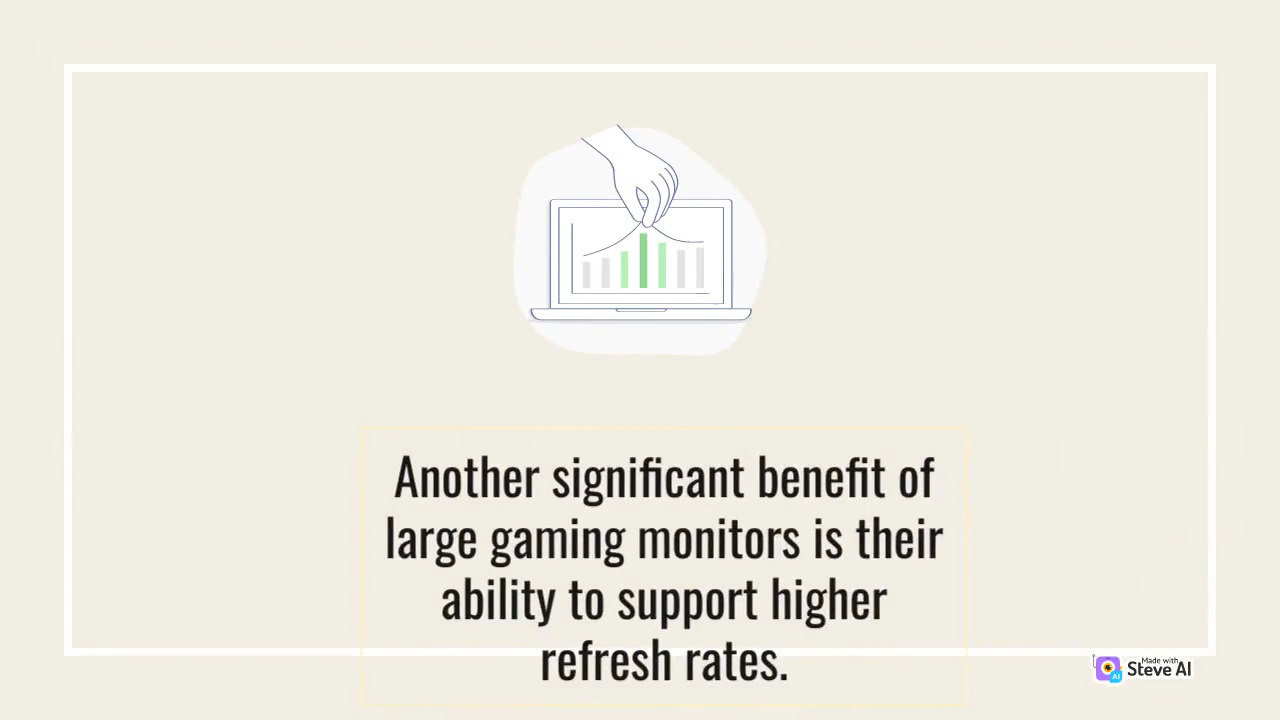 Another significant benefit of
large gaming monitors is their
ability to support higher
refresh rates.
Made with
Steve AI
AI